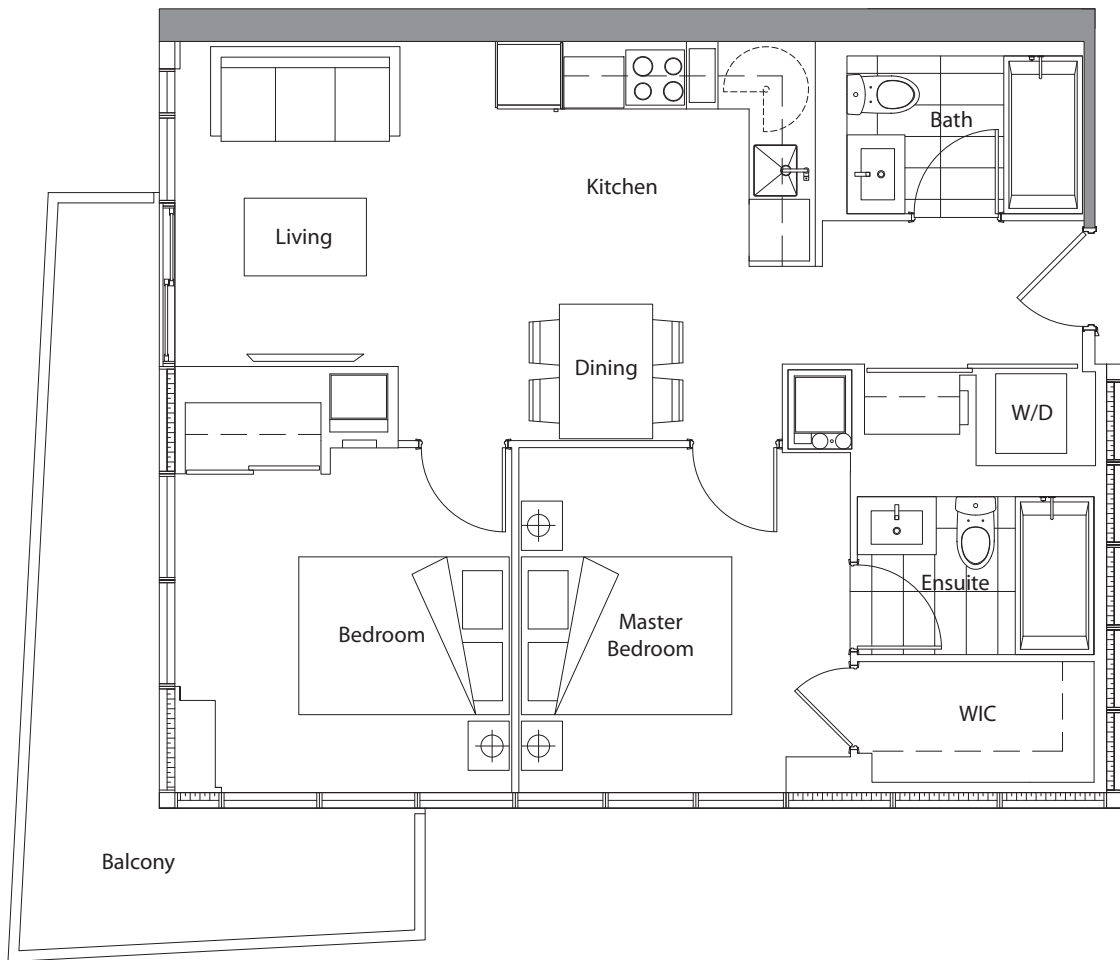 Bath
Kitchen
Living
Dining
W/D
Ensuite
Bedroom
Master
Bedroom
WIC
Balcony